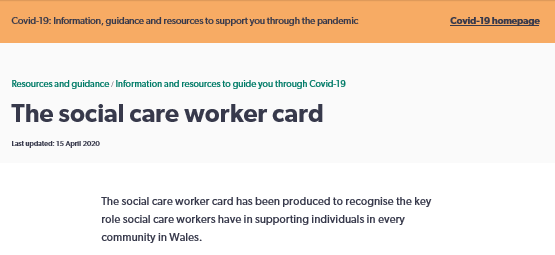 Covid-19: Information, guidance and resources to support you through the pandemic
Covid-19 homepage
Resources and guidance / Information and resources to guide you through Covid-19
The social care worker card
Last updated: 15 April 2020
The social care worker card has been produced to recognise the key
role social care workers have in supporting individuals in every
community in Wales.